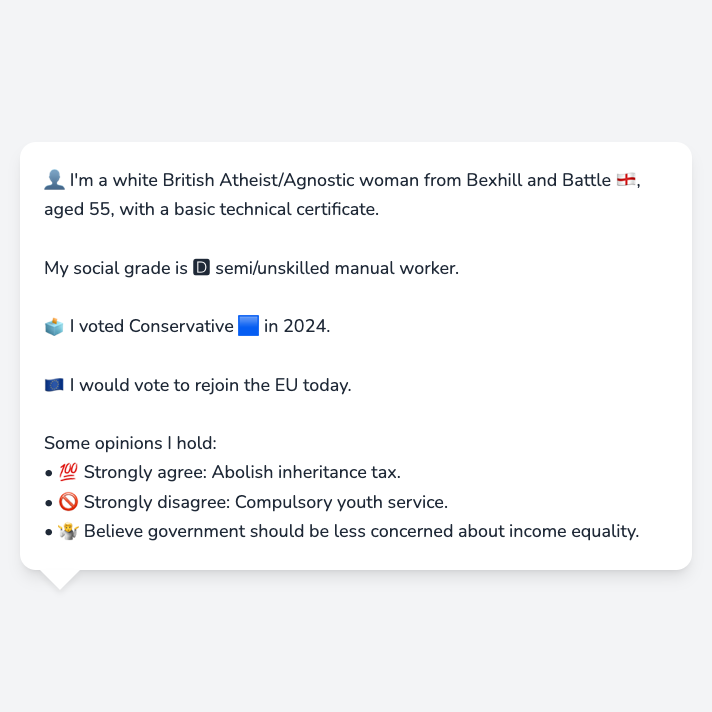 👤 I'm a white British Atheist/Agnostic woman from Bexhill and Battle 🏴󠁧󠁢󠁥󠁮󠁧󠁿,
aged 55, with a basic technical certificate.
My social grade is 🅳 semi/unskilled manual worker.
🗳️ I voted Conservative 🟦 in 2024.
🇪🇺 I would vote to rejoin the EU today.
Some opinions I hold:
• 💯 Strongly agree: Abolish inheritance tax.
• 🚫 Strongly disagree: Compulsory youth service.
• 🤷 Believe government should be less concerned about income equality.